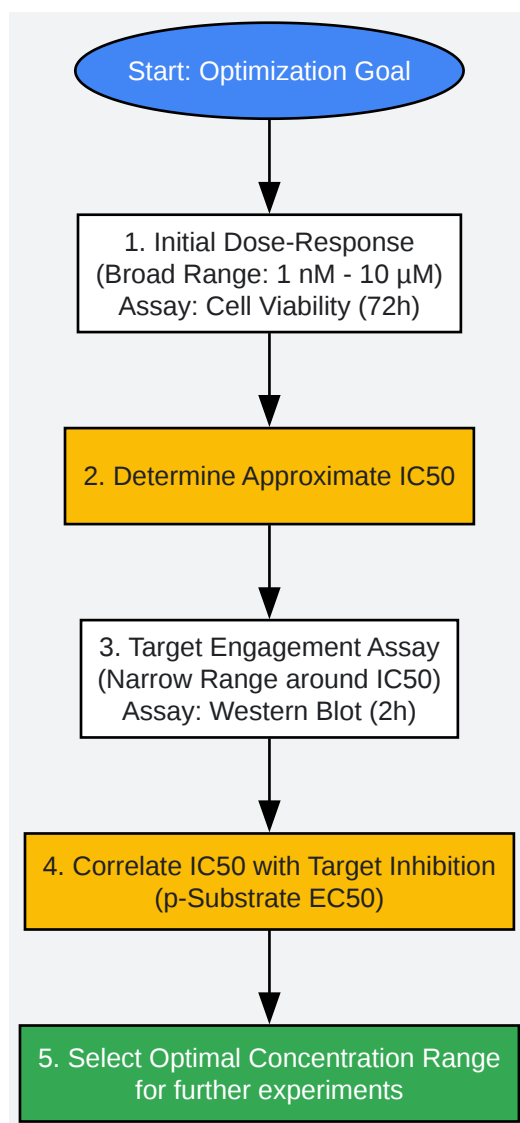 Start: Optimization Goal
1. Initial Dose-Response
(Broad Range: 1 nM - 10 µM)
Assay: Cell Viability (72h)
2. Determine Approximate IC50
3. Target Engagement Assay
(Narrow Range around IC50)
Assay: Western Blot (2h)
4. Correlate IC50 with Target Inhibition
(p-Substrate EC50)
5. Select Optimal Concentration Range
for further experiments